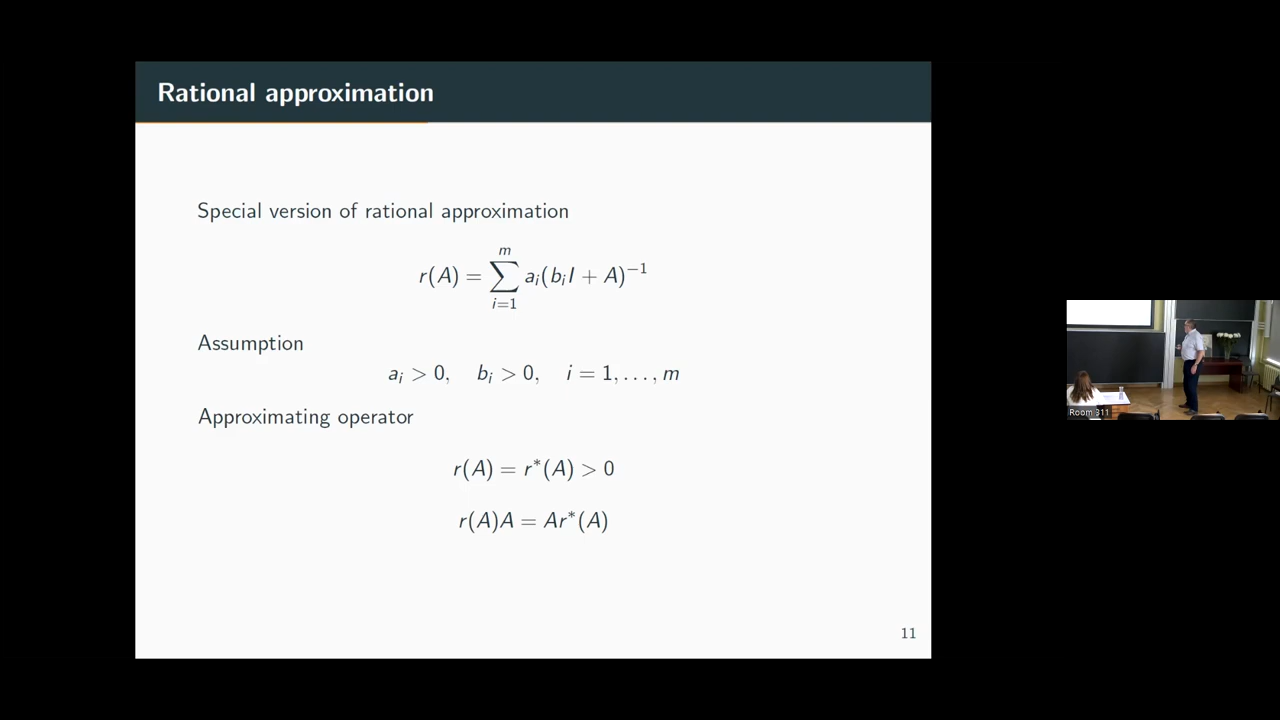 Rational approximation
Special version of rational approximation
r(A) = \sum_{i=1}^{m} a_i(b_i I + A)^{-1}
Assumption
a_i > 0, b_i > 0, i = 1, . . . , m
Approximating operator
r(A) = r^*(A) > 0
r(A)A = Ar^*(A)
11
Room 311